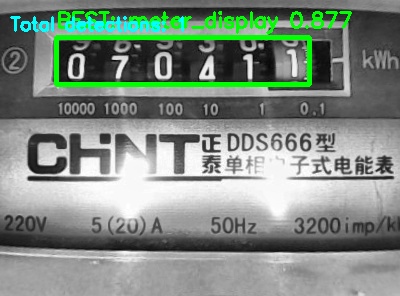 BEST: meter_display 0.877
Total detections: 1
② 0 7 0 4 1 1 kWh
10000 1000 100 10 1 0.1
CHNT 正泰 DDS666型
单相电子式电能表
220V 5(20)A 50Hz 3200imp/k